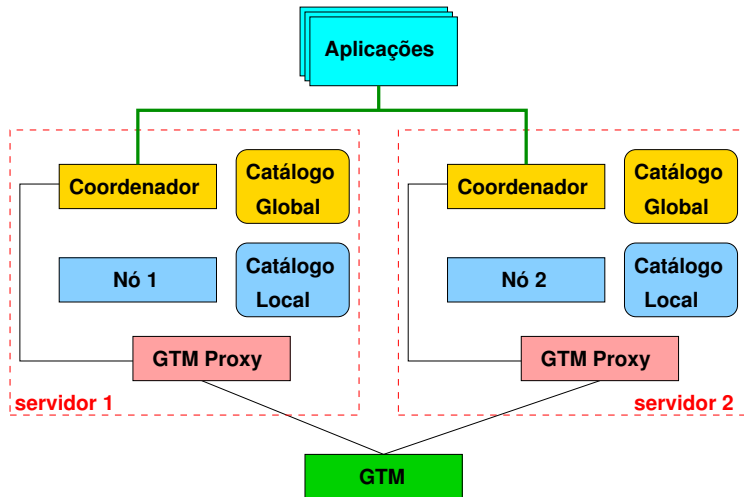 Aplicações
Coordenador
Catálogo
Global
Nó 1
Catálogo
Local
GTM Proxy
servidor 1
Coordenador
Catálogo
Global
Nó 2
Catálogo
Local
GTM Proxy
servidor 2
GTM